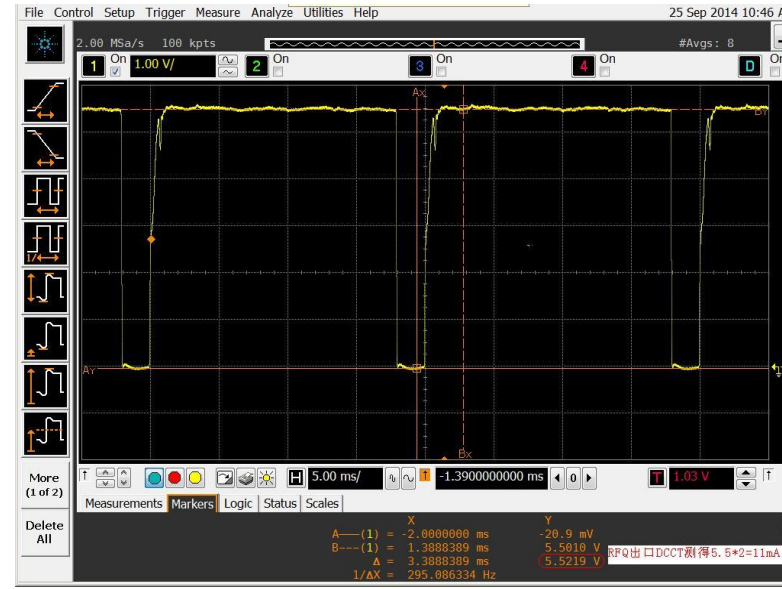 File Control Setup Trigger Measure Analyze Utilities Help 25 Sep 2014 10:46
2.00 MSa/s 100 kpts #Avgs: 8
1 On 1.00 V/ 2 On 3 On 4 On D On
Ax
By
Ay
Bx
More
(1 of 2)
H 5.00 ms/ -1.3900000000 ms 0 T 1.03 V
Measurements Markers Logic Status Scales
Delete
All
X Y
A——(1) = -2.0000000 ms -20.9 mV
B---(1) = 1.3888389 ms 5.5010 V
Δ = 3.3888389 ms 5.5219 V
1/ΔX = 295.086334 Hz
RFQ出口DCCT测得5.5*2=11mA